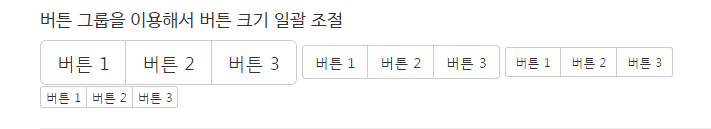 버튼 그룹을 이용해서 버튼 크기 일괄 조절
버튼 1 버튼 2 버튼 3 버튼 1 버튼 2 버튼 3 버튼 1 버튼 2 버튼 3
버튼 1 버튼 2 버튼 3